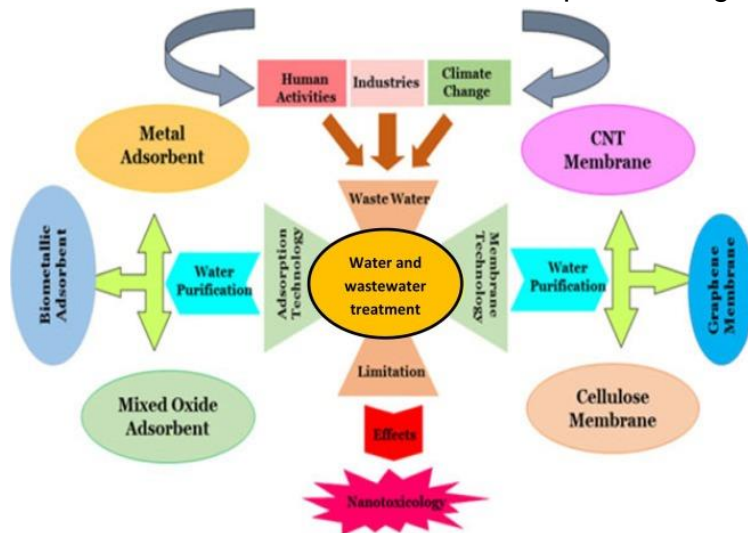 Human
Activities
Industries
Climate
Change
Metal
Adsorbent
CNT
Membrane
Waste Water
Biometallic
Adsorbent
Water
Purification
Adsorption
Technology
Water and
wastewater
treatment
Membrane
Technology
Water
Purification
Graphene
Membrane
Limitation
Mixed Oxide
Adsorbent
Cellulose
Membrane
Effects
Nanotoxicology